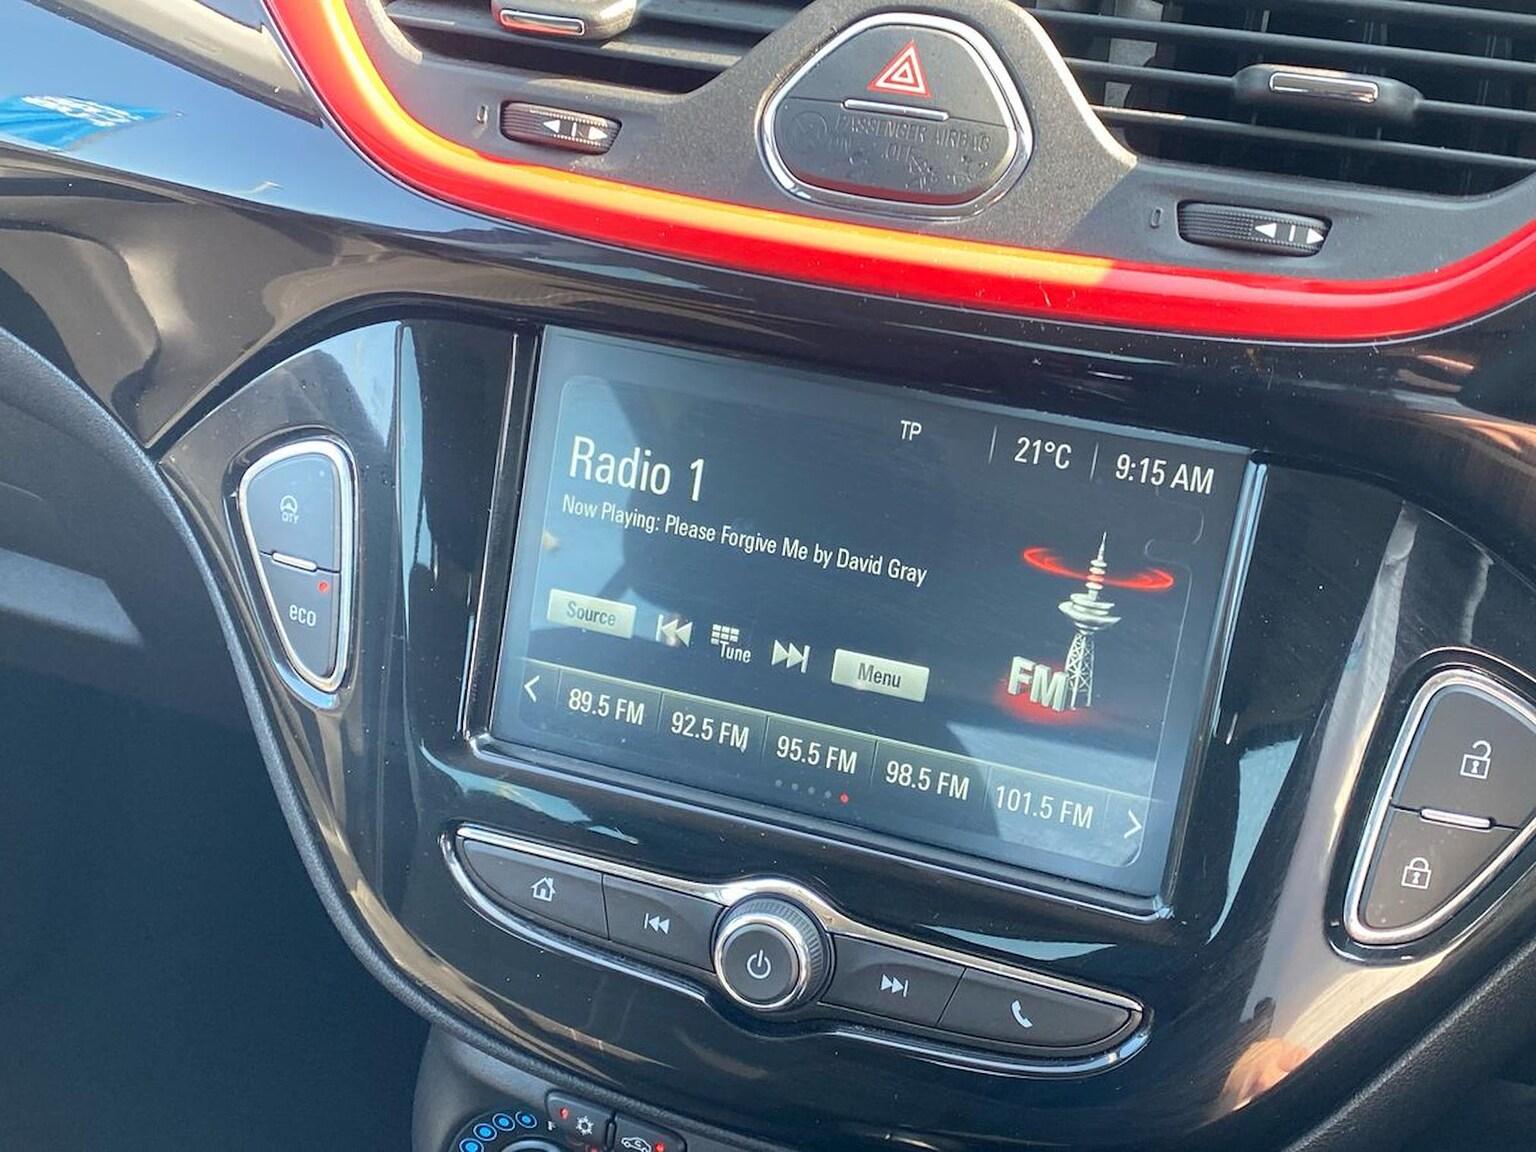 PASSENGER AIRBAG
OFF
TP
21°C
9:15 AM
Radio 1
Now Playing: Please Forgive Me by David Gray
Source
Tune
Menu
FM
89.5 FM
92.5 FM
95.5 FM
98.5 FM
101.5 FM
CITY
eco